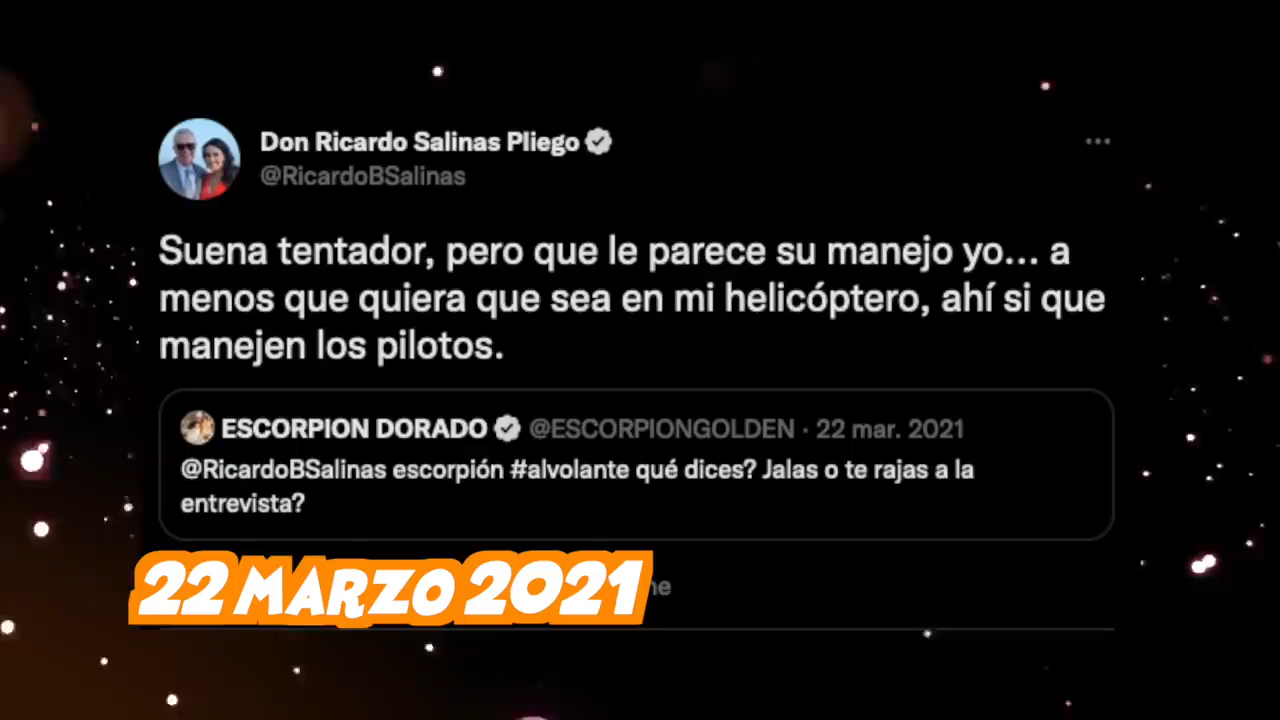 Don Ricardo Salinas Pliego
@RicardoBSalinas
Suena tentador, pero que le parece su manejo yo... a
menos que quiera que sea en mi helicóptero, ahí si que
manejen los pilotos.
ESCORPION DORADO @ESCORPIONGOLDEN · 22 mar. 2021
@RicardoBSalinas escorpión #alvolante qué dices? Jalas o te rajas a la
entrevista?
22 MARZO 2021